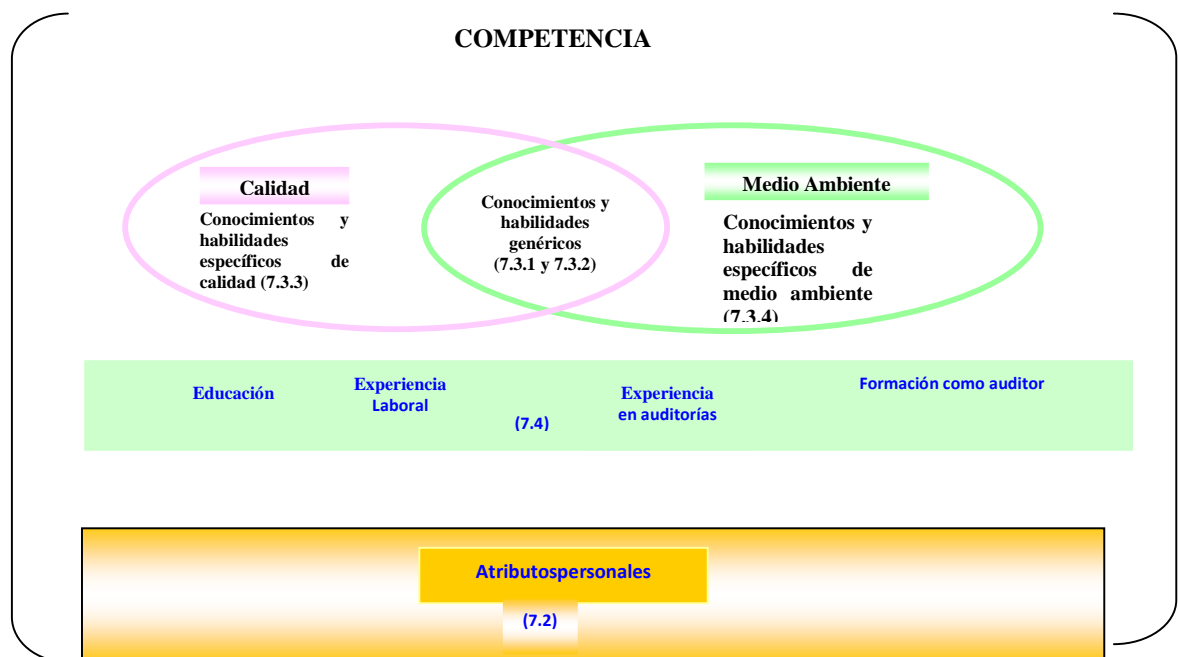 COMPETENCIA
Calidad
Conocimientos y
habilidades
específicos de
calidad (7.3.3)
Conocimientos y
habilidades
genéricos
(7.3.1 y 7.3.2)
Medio Ambiente
Conocimientos y
habilidades
específicos de
medio ambiente
(7.3.4)
Educación
Experiencia
Laboral
(7.4)
Experiencia
en auditorías
Formación como auditor
Atributospersonales
(7.2)